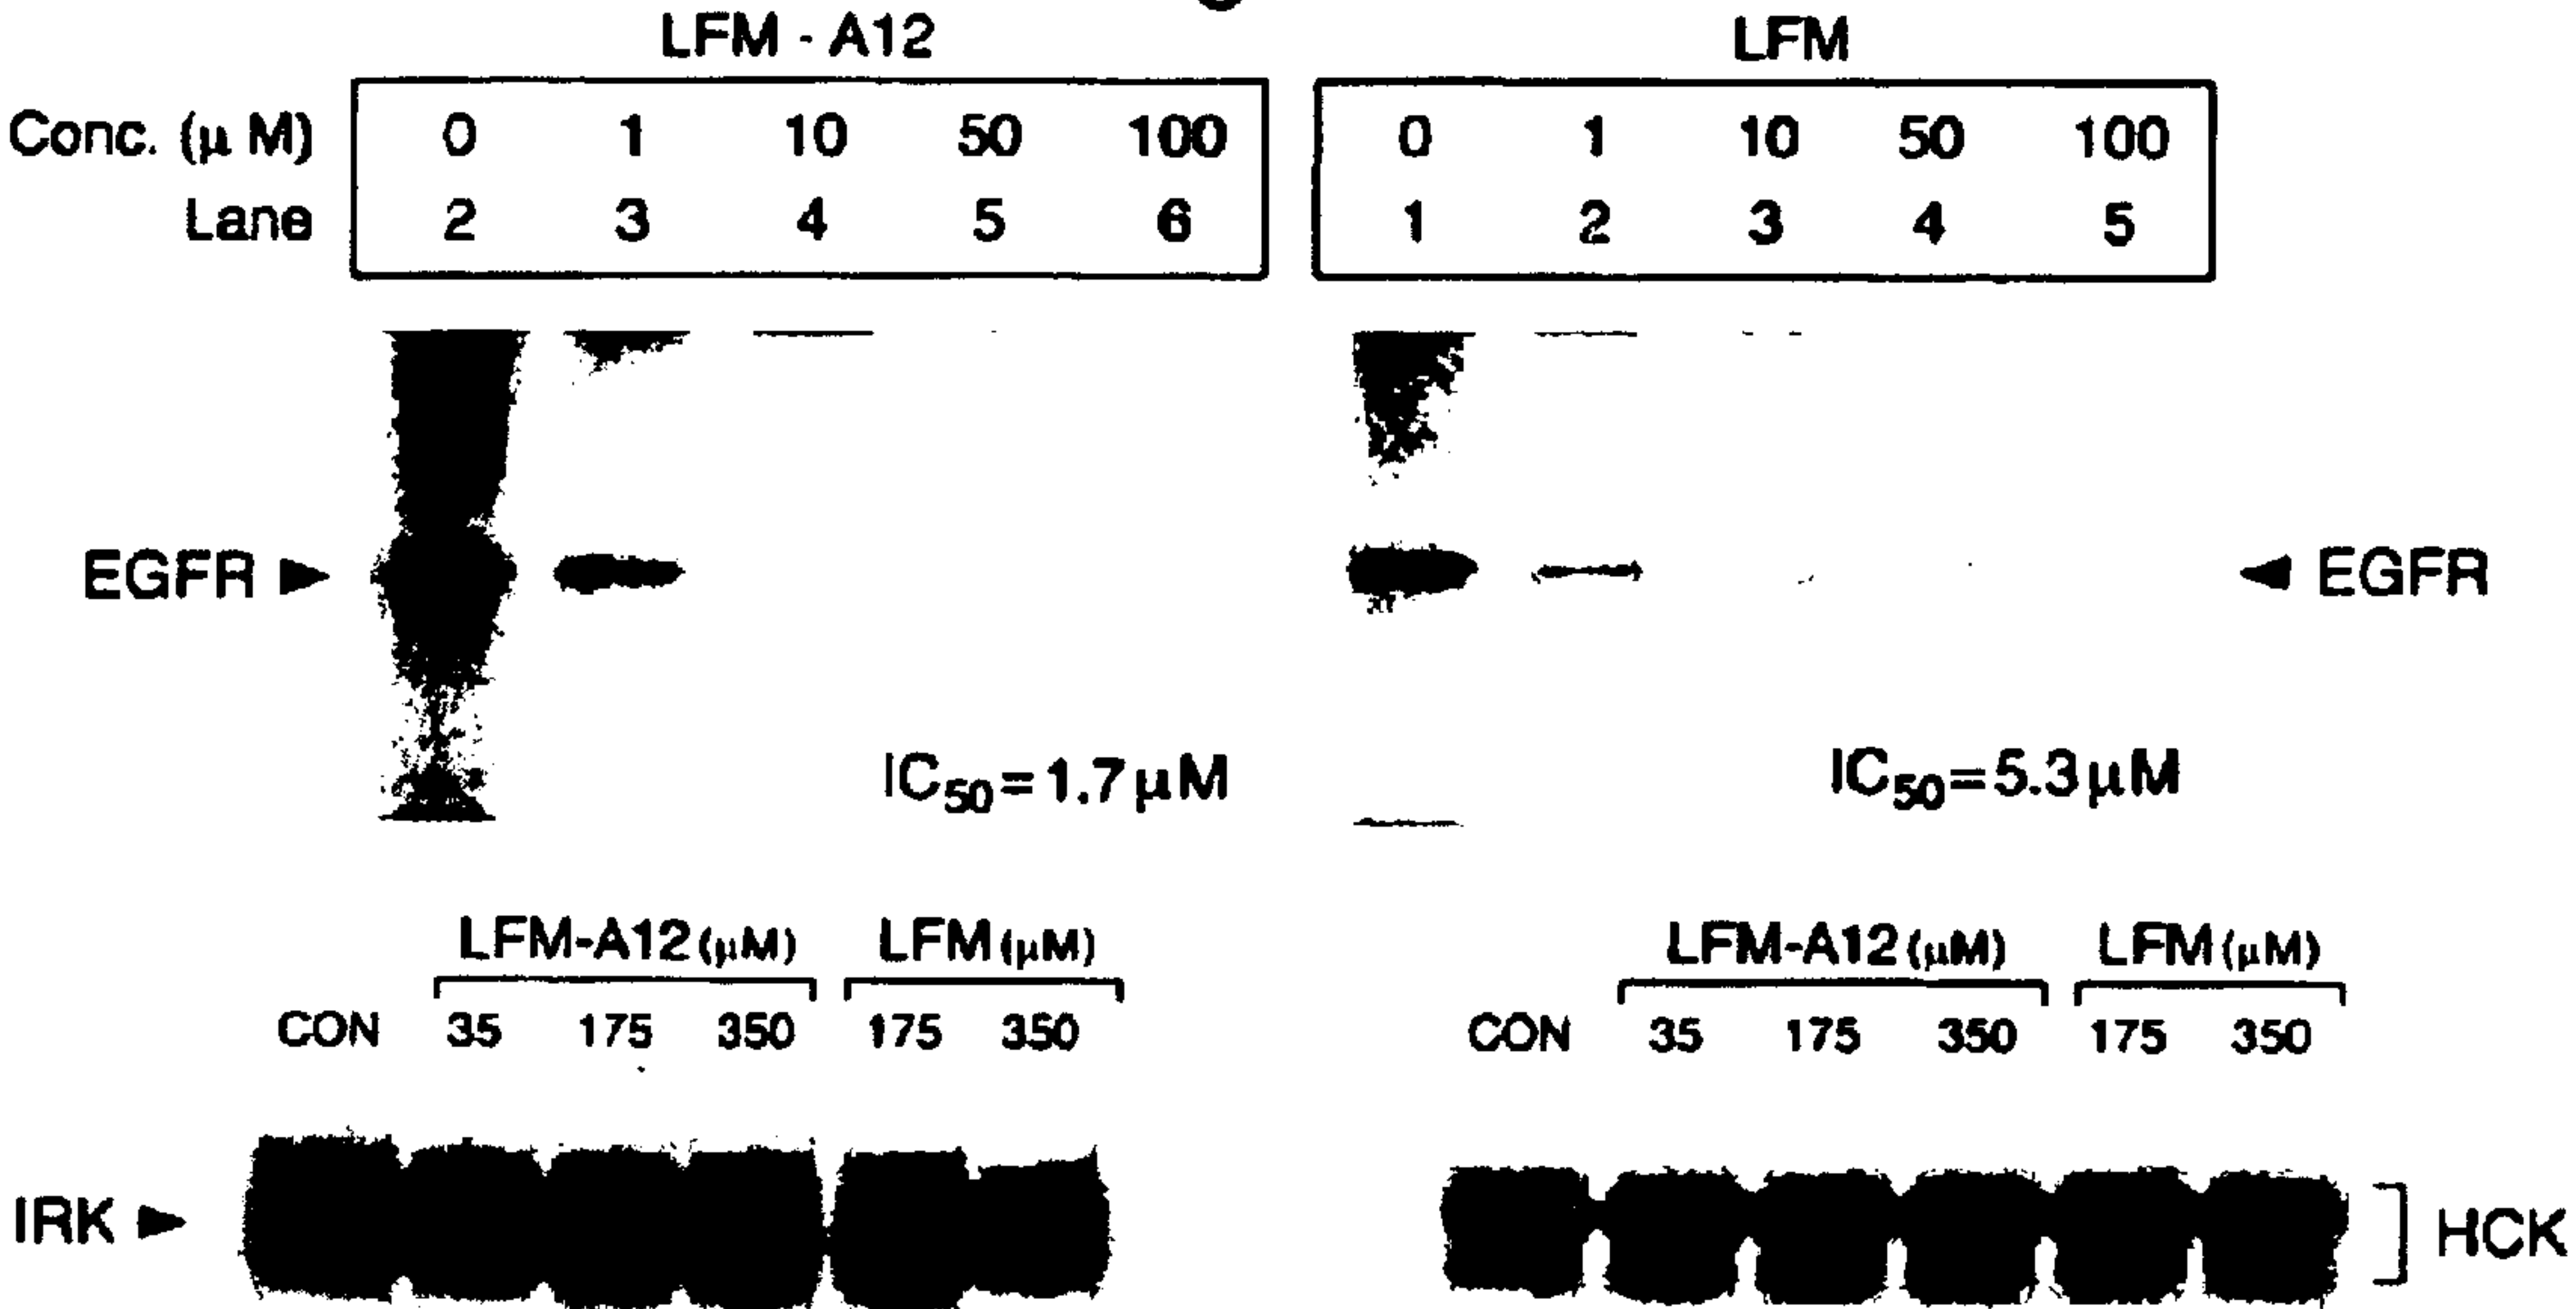 LFM - A12
Conc. (μ M) 0 1 10 50 100
Lane 2 3 4 5 6
LFM
0 1 10 50 100
1 2 3 4 5
EGFR
EGFR
IC50=1.7μM
IC50=5.3μM
LFM-A12(μM) LFM(μM)
CON 35 175 350 175 350
IRK
LFM-A12(μM) LFM(μM)
CON 35 175 350 175 350
HCK